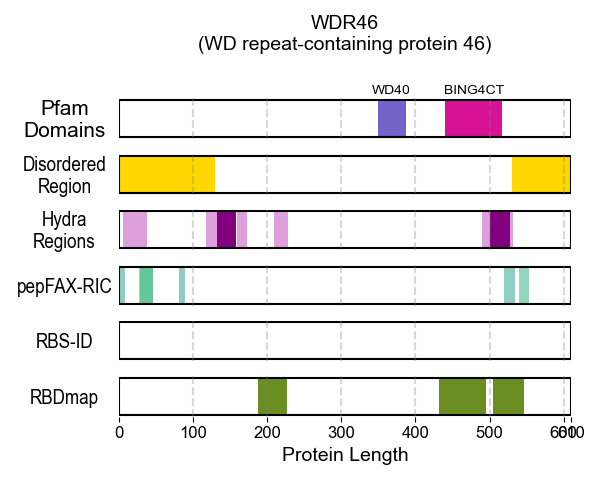 WDR46
(WD repeat-containing protein 46)
WD40 BING4CT
Pfam
Domains
Disordered
Region
Hydra
Regions
pepFAX-RIC
RBS-ID
RBDmap
0 100 200 300 400 500 600 610
Protein Length